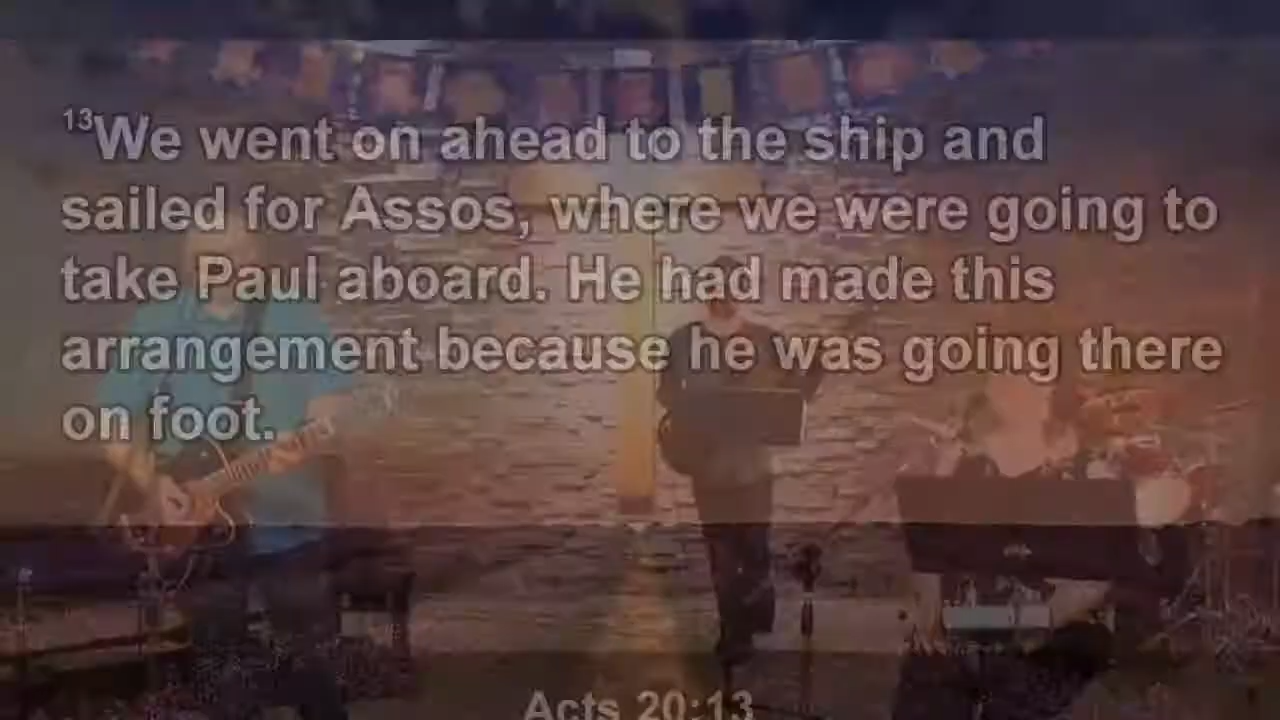 13We went on ahead to the ship and
sailed for Assos, where we were going to
take Paul aboard. He had made this
arrangement because he was going there
on foot.
Acts 20:13